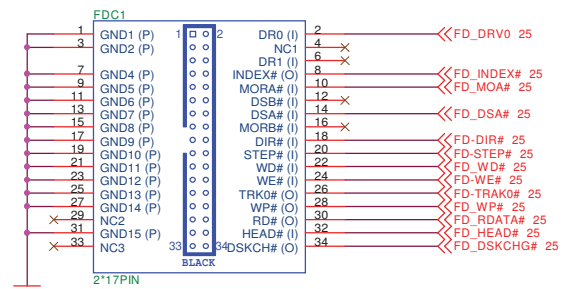 FDC1
1 GND1 (P) 1 2 DR0 (I) 2 FD_DRV0 25
3 GND2 (P) NC1 4
DR1 (I) 6
7 GND4 (P) INDEX# (O) 8 FD_INDEX# 25
9 GND5 (P) MORA# (I) 10 FD_MOA# 25
11 GND6 (P) DSB# (I) 12
13 GND7 (P) DSA# (I) 14 FD_DSA# 25
15 GND8 (P) MORB# (I) 16
17 GND9 (P) DIR# (I) 18 FD-DIR# 25
19 GND10 (P) STEP# (I) 20 FD-STEP# 25
21 GND11 (P) WD# (I) 22 FD_WD# 25
23 GND12 (P) WE# (I) 24 FD-WE# 25
25 GND13 (P) TRK0# (O) 26 FD-TRAK0# 25
27 GND14 (P) WP# (O) 28 FD_WP# 25
29 NC2 RD# (O) 30 FD_RDATA# 25
31 GND15 (P) HEAD# (I) 32 FD_HEAD# 25
33 NC3 33 34 DSKCH# (O) 34 FD_DSKCHG# 25
BLACK
2*17PIN